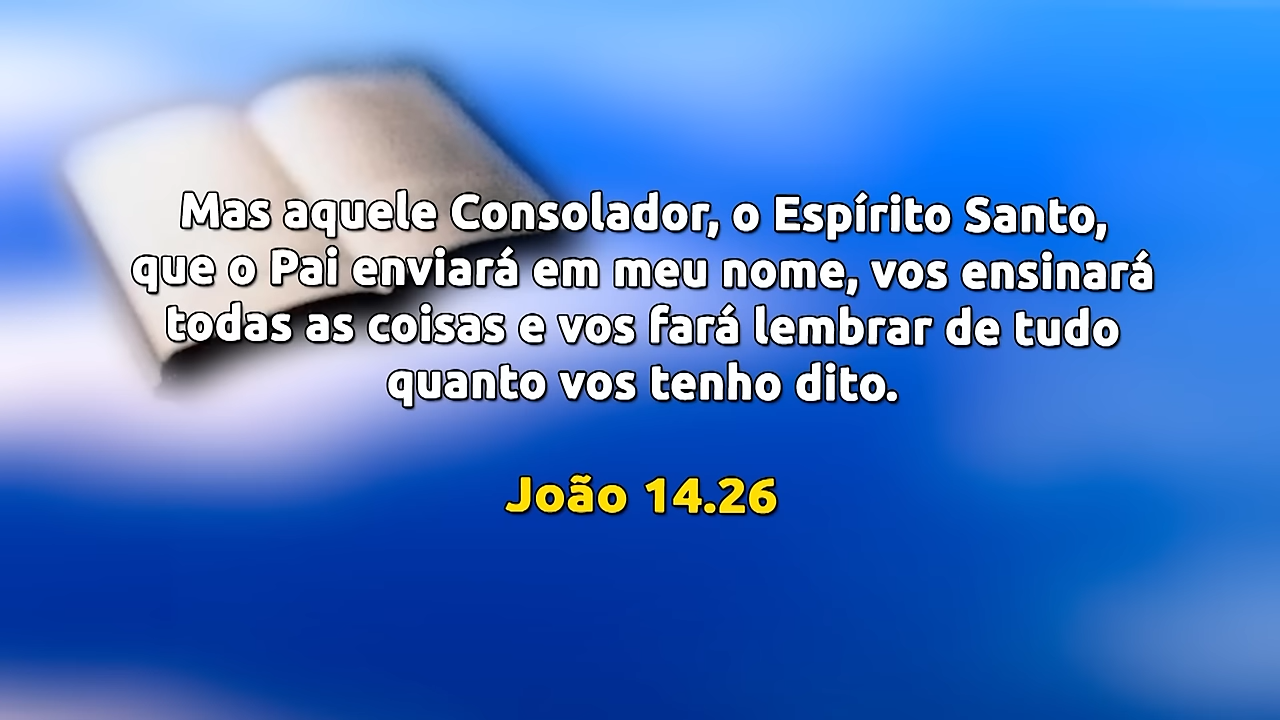 Mas aquele Consolador, o Espírito Santo,
que o Pai enviará em meu nome, vos ensinará
todas as coisas e vos fará lembrar de tudo
quanto vos tenho dito.
João 14.26